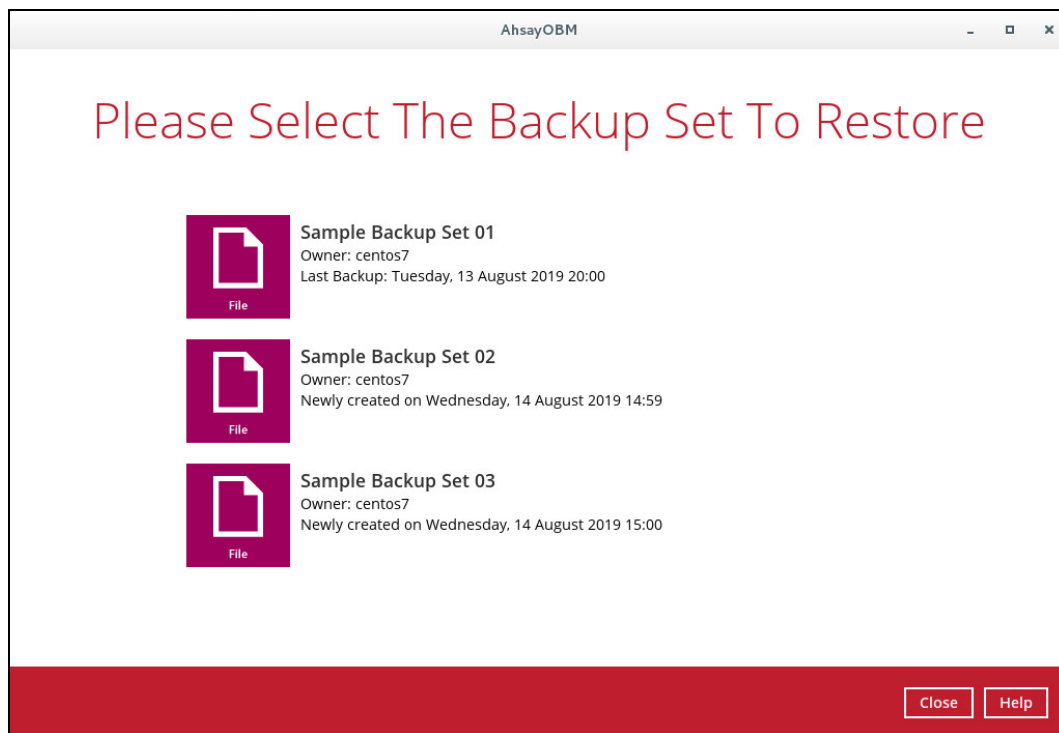 AhsayOBM
Please Select The Backup Set To Restore
Sample Backup Set 01
Owner: centos7
Last Backup: Tuesday, 13 August 2019 20:00
File
Sample Backup Set 02
Owner: centos7
Newly created on Wednesday, 14 August 2019 14:59
File
Sample Backup Set 03
Owner: centos7
Newly created on Wednesday, 14 August 2019 15:00
File
Close
Help